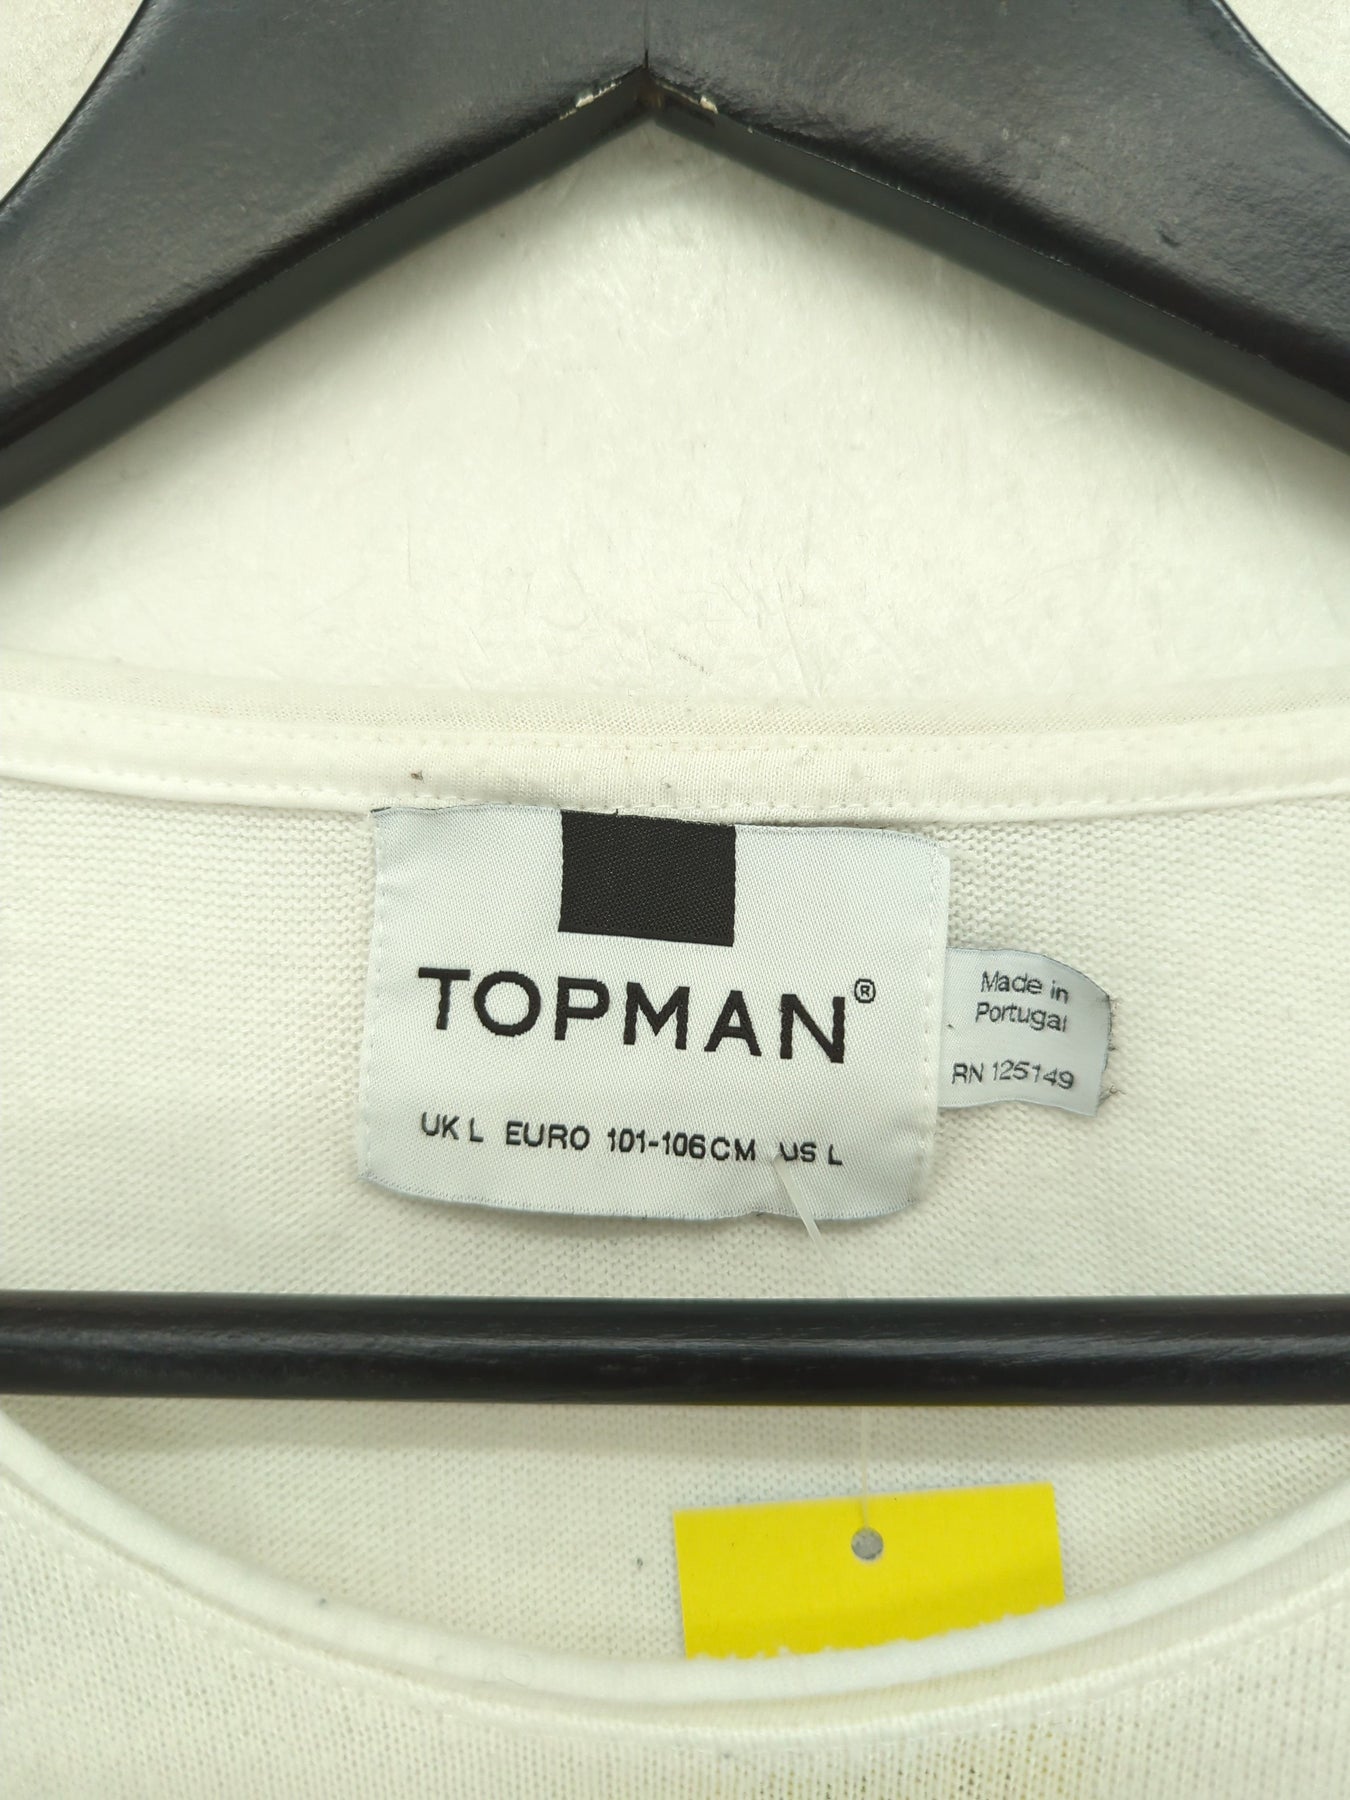 TOPMAN®
UK L EURO 101-106CM US L
Made in
Portugal
RN 125149